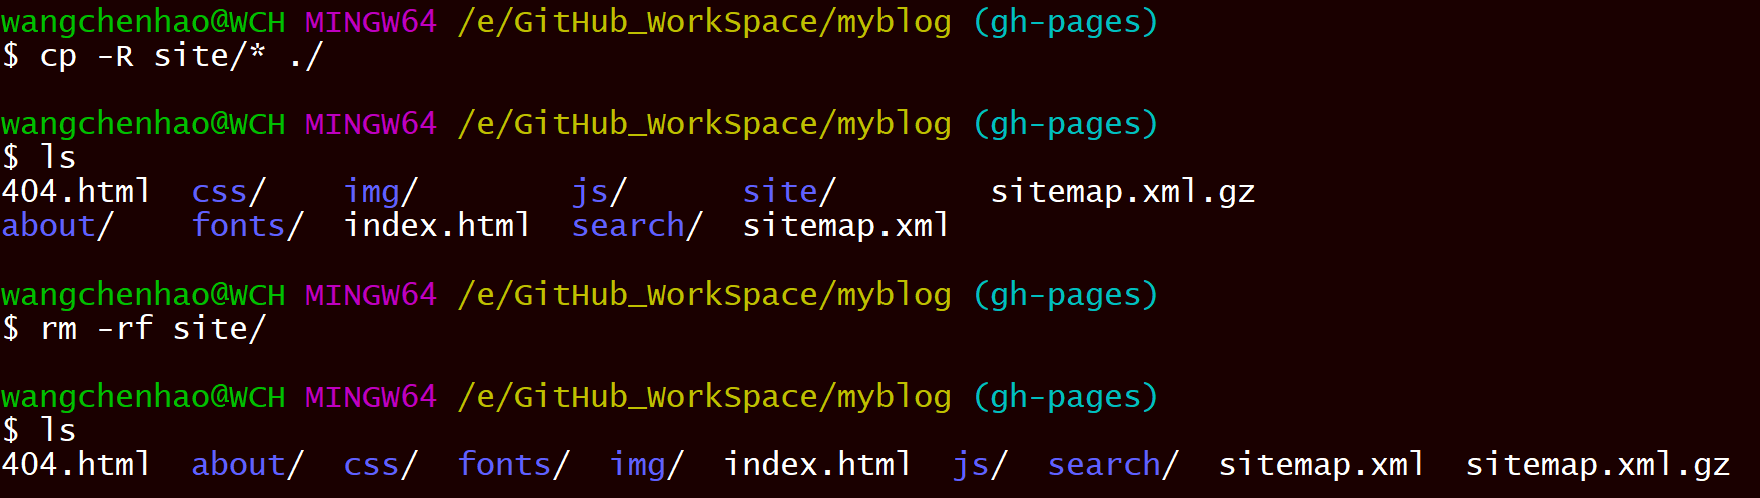 wangchenhao@WCH MINGW64 /e/GitHub_WorkSpace/myblog (gh-pages)
$ cp -R site/* ./
wangchenhao@WCH MINGW64 /e/GitHub_WorkSpace/myblog (gh-pages)
$ ls
404.html  css/    img/        js/      site/        sitemap.xml.gz
about/    fonts/  index.html  search/  sitemap.xml
wangchenhao@WCH MINGW64 /e/GitHub_WorkSpace/myblog (gh-pages)
$ rm -rf site/
wangchenhao@WCH MINGW64 /e/GitHub_WorkSpace/myblog (gh-pages)
$ ls
404.html  about/  css/  fonts/  img/  index.html  js/  search/  sitemap.xml  sitemap.xml.gz